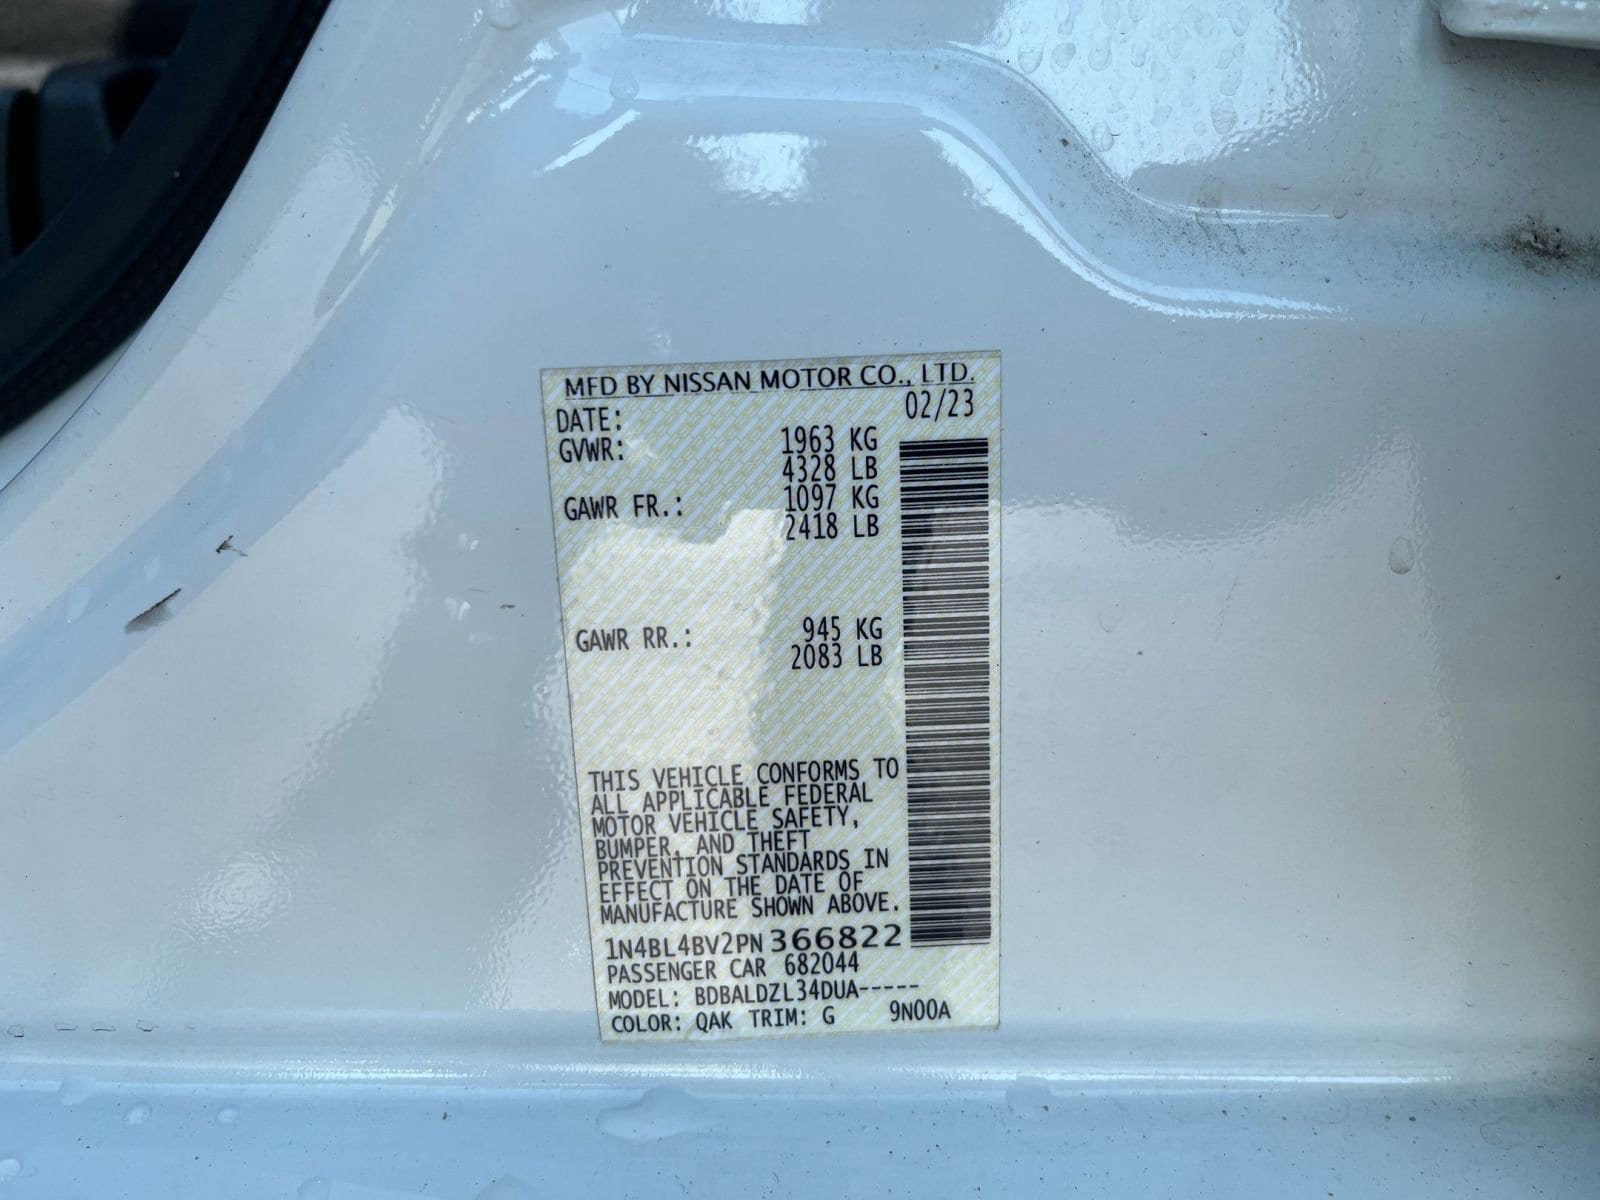 MFD BY NISSAN MOTOR CO., LTD.
DATE: 02/23
GVWR: 1963 KG
4328 LB
GAWR FR.: 1097 KG
2418 LB
GAWR RR.: 945 KG
2083 LB
THIS VEHICLE CONFORMS TO
ALL APPLICABLE FEDERAL
MOTOR VEHICLE SAFETY,
BUMPER, AND THEFT
PREVENTION STANDARDS IN
EFFECT ON THE DATE OF
MANUFACTURE SHOWN ABOVE.
1N4BL4BV2PN366822
PASSENGER CAR 682044
MODEL: BDBALDZL34DUA-----
COLOR: QAK TRIM: G 9N00A